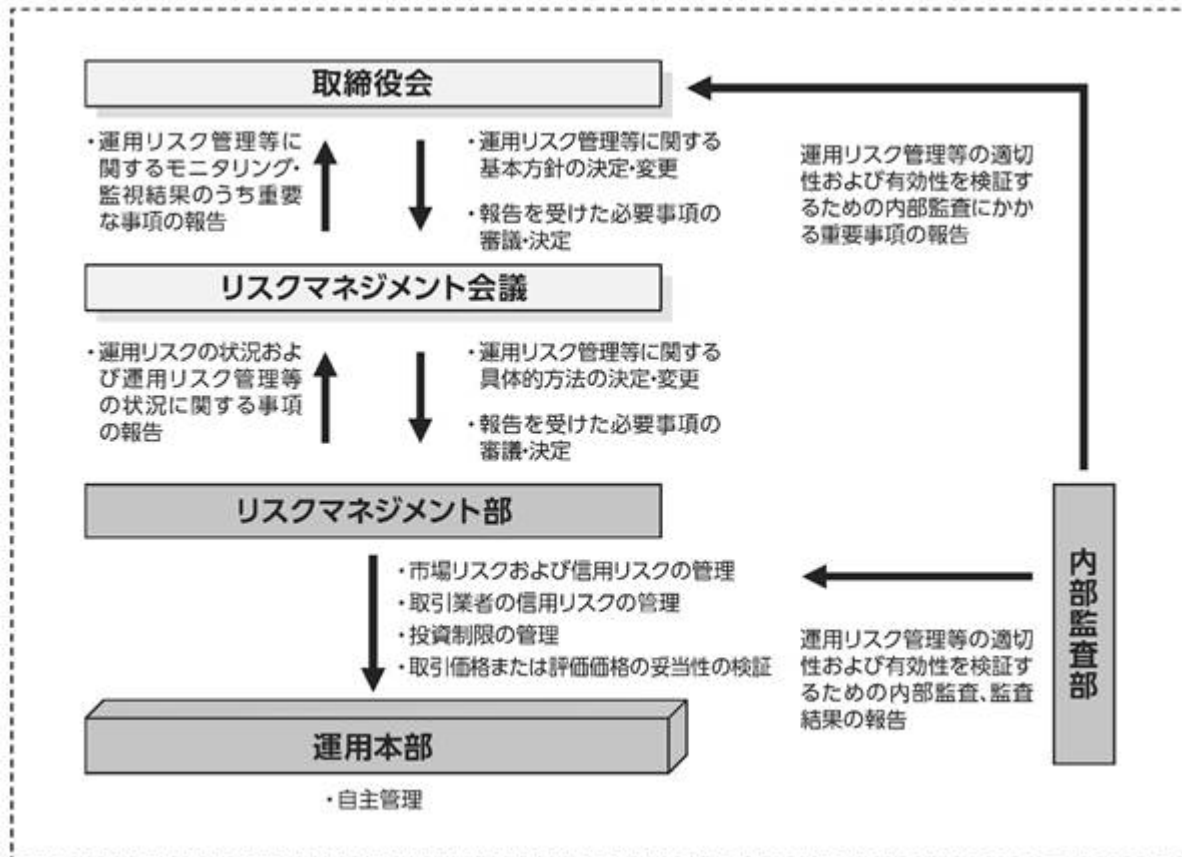 取締役会
・運用リスク管理等に
関するモニタリング・
監視結果のうち重要
な事項の報告
・運用リスク管理等に関する
基本方針の決定・変更
・報告を受けた必要事項の
審議・決定
運用リスク管理等の適切
性および有効性を検証す
るための内部監査にかか
る重要事項の報告
リスクマネジメント会議
・運用リスクの状況およ
び運用リスク管理等
の状況に関する事項
の報告
・運用リスク管理等に関する
具体的方法の決定・変更
・報告を受けた必要事項の
審議・決定
リスクマネジメント部
・市場リスクおよび信用リスクの管理
・取引業者の信用リスクの管理
・投資制限の管理
・取引価格または評価価格の妥当性の検証
運用リスク管理等の適切
性および有効性を検証す
るための内部監査、監査
結果の報告
内部監査部
運用本部
・自主管理